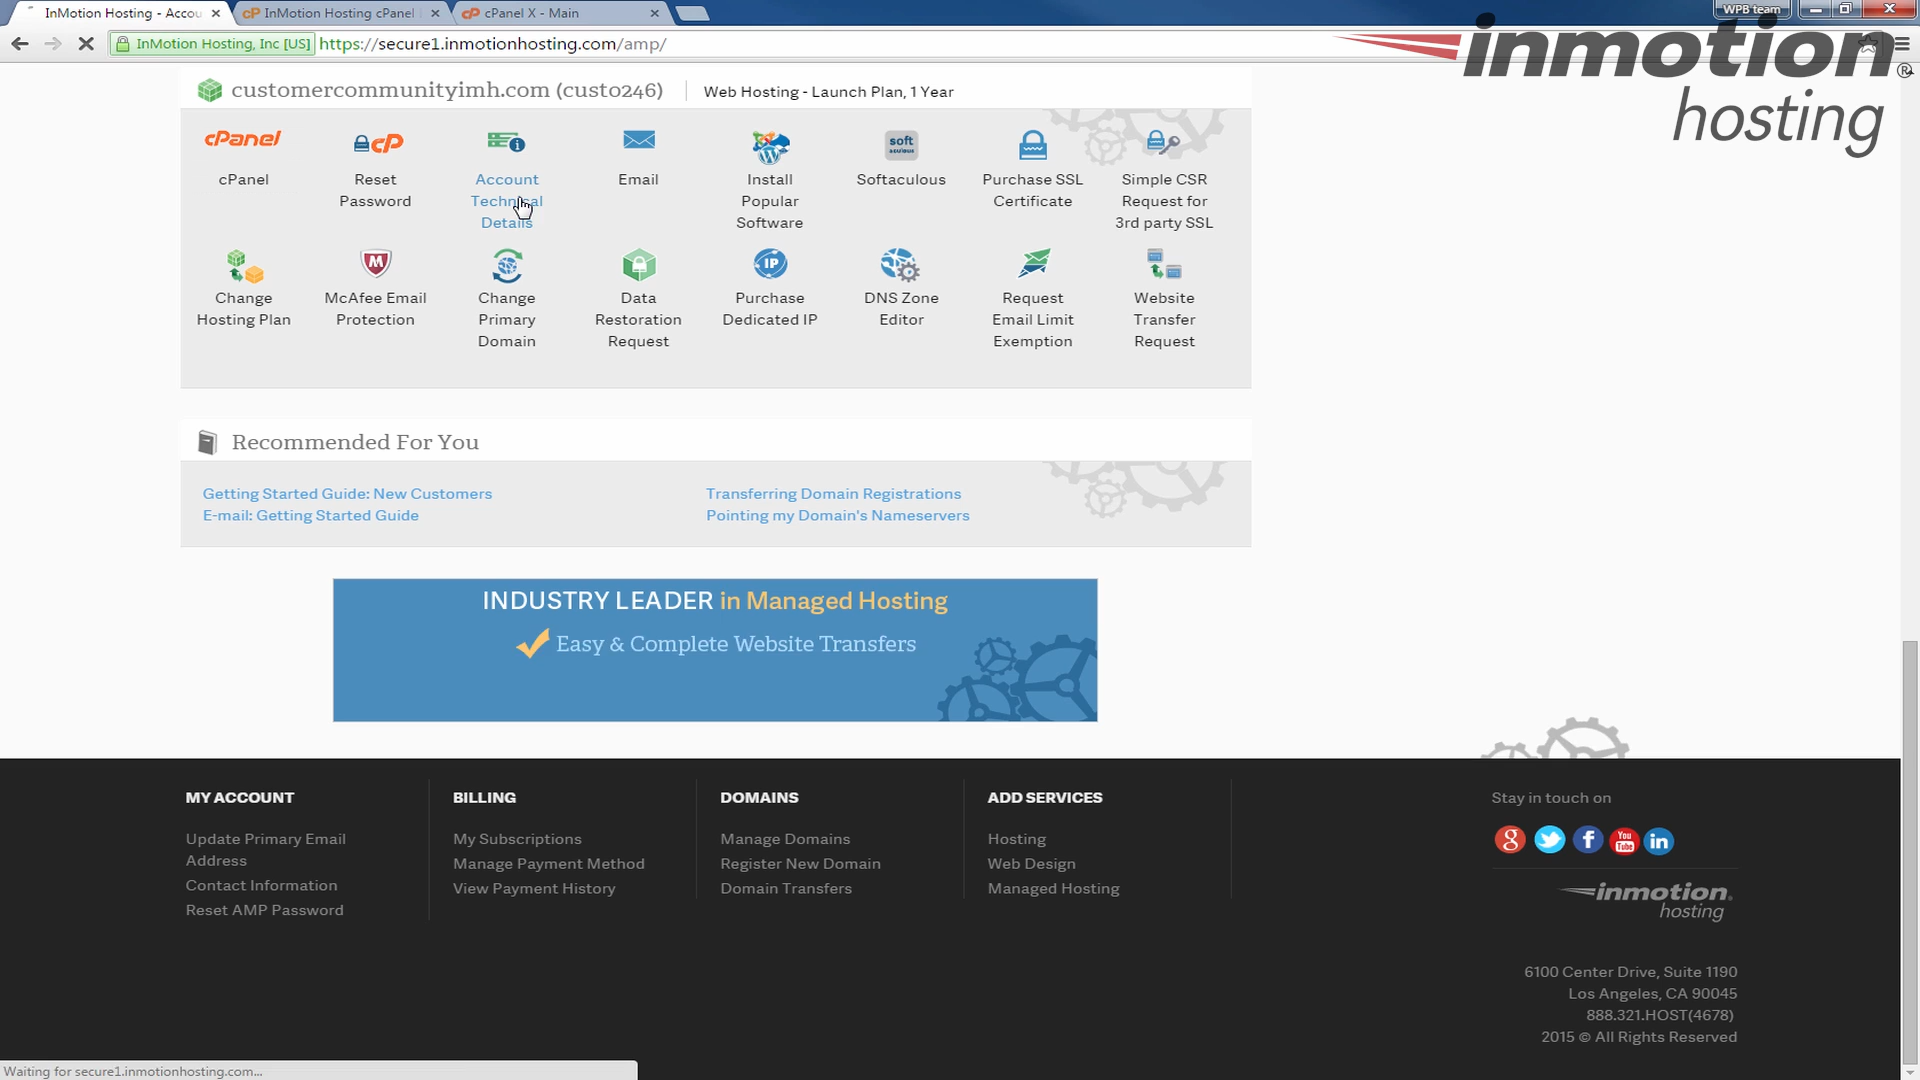 InMotion Hosting - Accou
InMotion Hosting cPanel
cPanel X - Main
WPB team
InMotion Hosting, Inc [US]
https://secure1.inmotionhosting.com/amp/
inmotion
hosting
customercommunityimh.com (custo246)
Web Hosting - Launch Plan, 1 Year
cPanel
cP
soft
aculous
cPanel
Reset
Password
Account
Technical
Details
Email
Install
Popular
Software
Softaculous
Purchase SSL
Certificate
Simple CSR
Request for
3rd party SSL
IP
Change
Hosting Plan
McAfee Email
Protection
Change
Primary
Domain
Data
Restoration
Request
Purchase
Dedicated IP
DNS Zone
Editor
Request
Email Limit
Exemption
Website
Transfer
Request
Recommended For You
Getting Started Guide: New Customers
E-mail: Getting Started Guide
Transferring Domain Registrations
Pointing my Domain's Nameservers
INDUSTRY LEADER in Managed Hosting
Easy & Complete Website Transfers
MY ACCOUNT
Update Primary Email
Address
Contact Information
Reset AMP Password
BILLING
My Subscriptions
Manage Payment Method
View Payment History
DOMAINS
Manage Domains
Register New Domain
Domain Transfers
ADD SERVICES
Hosting
Web Design
Managed Hosting
Stay in touch on
You
Tube
in
inmotion
hosting
6100 Center Drive, Suite 1190
Los Angeles, CA 90045
888.321.HOST(4678)
2015 © All Rights Reserved
Waiting for secure1.inmotionhosting.com...